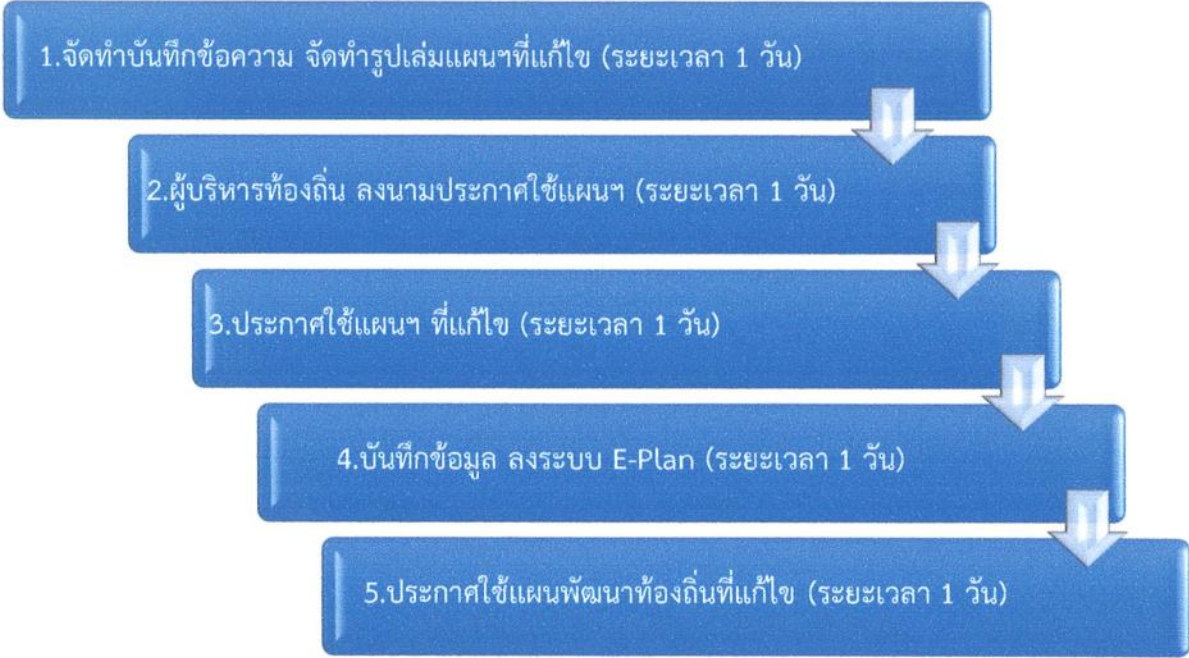 1.จัดทำบันทึกข้อความ จัดทำรูปเล่มแผนฯที่แก้ไข (ระยะเวลา 1 วัน)
2.ผู้บริหารท้องถิ่น ลงนามประกาศใช้แผนฯ (ระยะเวลา 1 วัน)
3.ประกาศใช้แผนฯ ที่แก้ไข (ระยะเวลา 1 วัน)
4.บันทึกข้อมูล ลงระบบ E-Plan (ระยะเวลา 1 วัน)
5.ประกาศใช้แผนพัฒนาท้องถิ่นที่แก้ไข (ระยะเวลา 1 วัน)